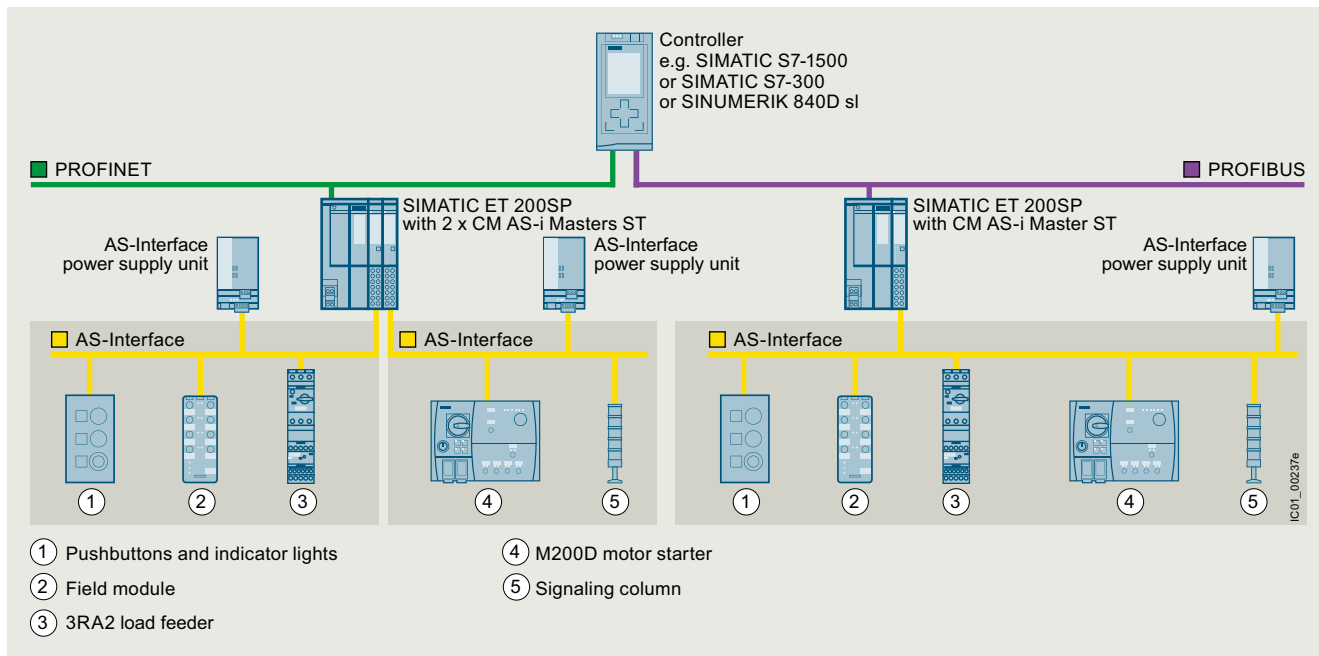 Controller
e.g. SIMATIC S7-1500
or SIMATIC S7-300
or SINUMERIK 840D sl
PROFINET
PROFIBUS
SIMATIC ET 200SP
with 2 x CM AS-i Masters ST
SIMATIC ET 200SP
with CM AS-i Master ST
AS-Interface
power supply unit
AS-Interface
power supply unit
AS-Interface
power supply unit
AS-Interface
AS-Interface
AS-Interface
1
2
3
4
5
1
2
3
4
5
IC01_00237e
1 Pushbuttons and indicator lights
2 Field module
3 3RA2 load feeder
4 M200D motor starter
5 Signaling column